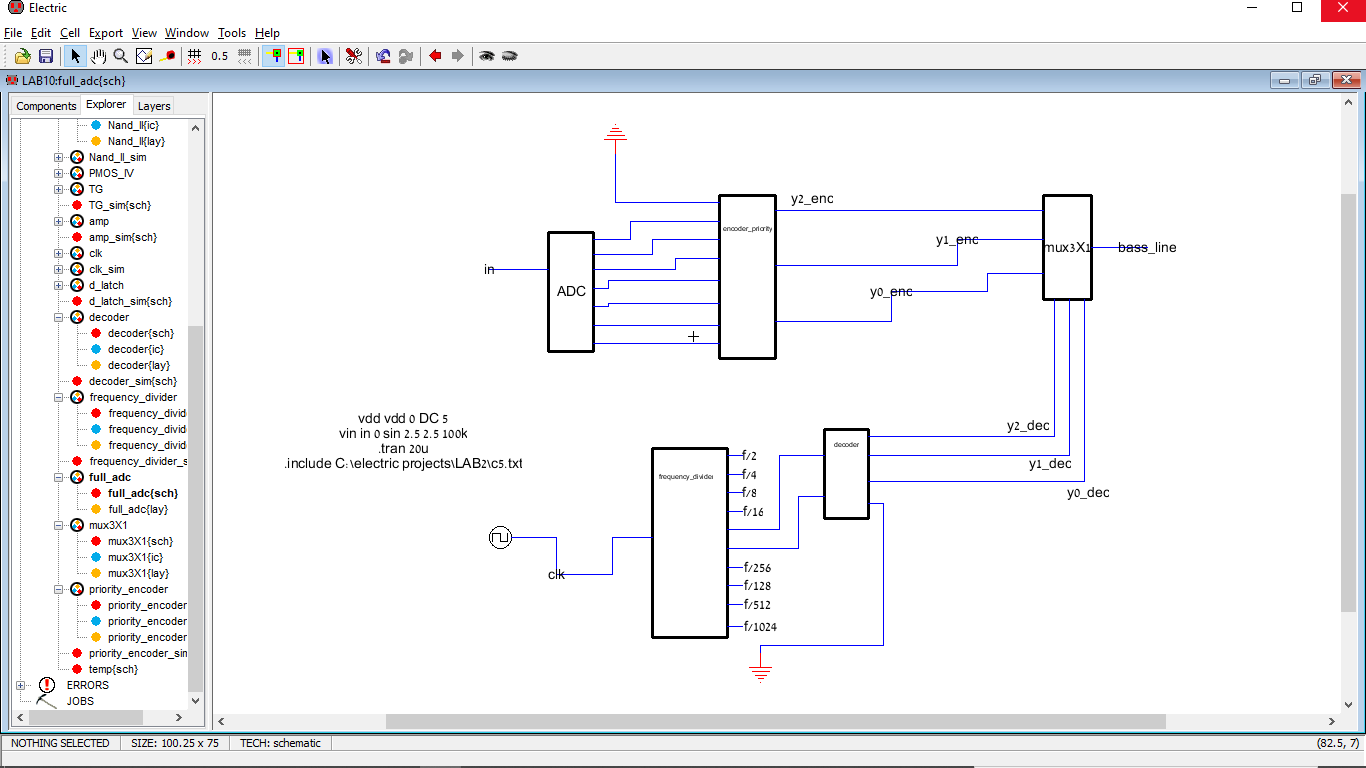 Electric
File Edit Cell Export View Window Tools Help
0.5
LAB10:full_adc{sch}
Components Explorer Layers
Nand_II{ic}
Nand_II{lay}
Nand_II_sim
PMOS_IV
TG
TG_sim{sch}
amp
amp_sim{sch}
clk
clk_sim
d_latch
d_latch_sim{sch}
decoder
decoder{sch}
decoder{ic}
decoder{lay}
decoder_sim{sch}
frequency_divider
frequency_divid
frequency_divid
frequency_divid
frequency_divider_s
full_adc
full_adc{sch}
full_adc{lay}
mux3X1
mux3X1{sch}
mux3X1{ic}
mux3X1{lay}
priority_encoder
priority_encoder
priority_encoder
priority_encoder
priority_encoder_sim
temp{sch}
ERRORS
JOBS
in
ADC
encoder_priority
y2_enc
y1_enc
y0_enc
mux3X1
bass_line
vdd vdd 0 DC 5
vin in 0 sin 2.5 2.5 100k
.tran 20u
.include C:\electric projects\LAB2\c5.txt
clk
frequency_divider
f/2
f/4
f/8
f/16
f/256
f/128
f/512
f/1024
decoder
y2_dec
y1_dec
y0_dec
NOTHING SELECTED SIZE: 100.25 x 75 TECH: schematic (82.5, 7)